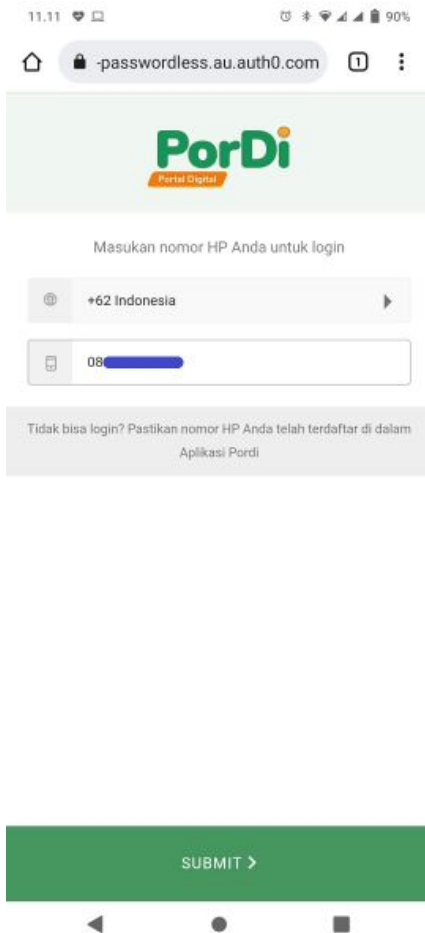 11.11
90%
-passwordless.au.auth0.com
1
PorDi
Portal Digital
Masukan nomor HP Anda untuk login
+62 Indonesia
08
Tidak bisa login? Pastikan nomor HP Anda telah terdaftar di dalam
Aplikasi Pordi
SUBMIT >